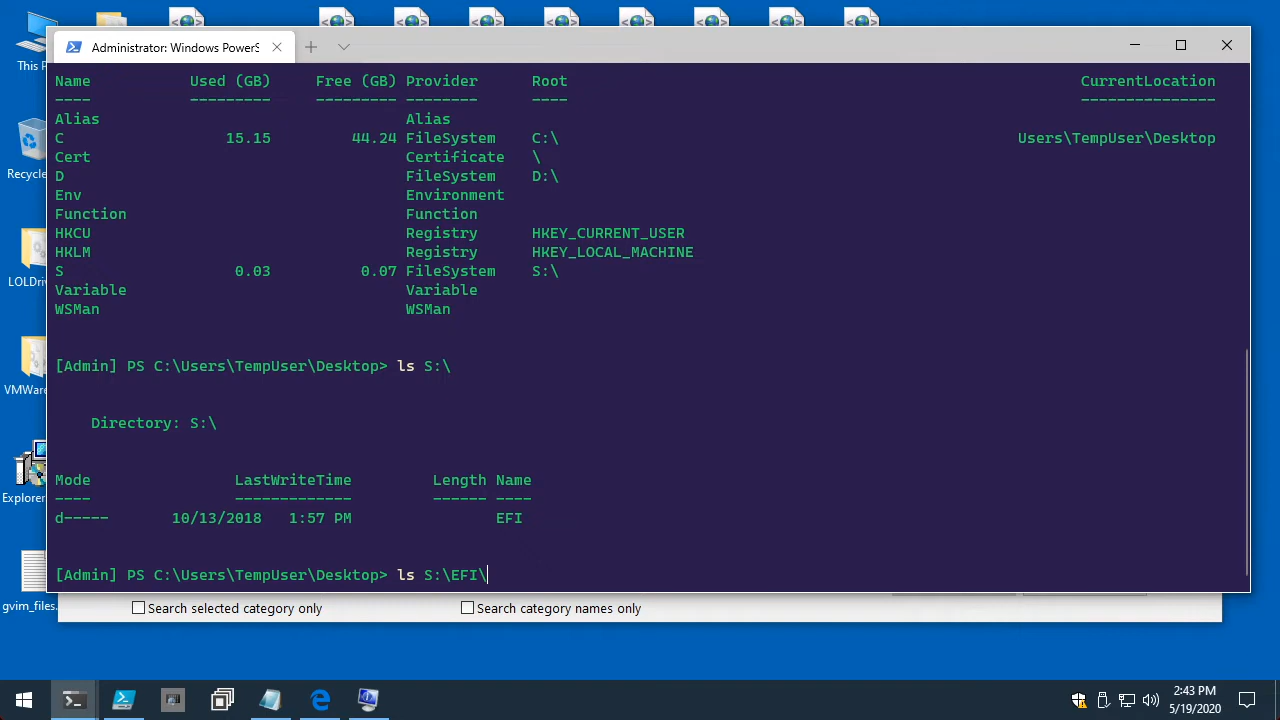 This P
Administrator: Windows PowerS
Name Used (GB) Free (GB) Provider Root CurrentLocation
---- --------- --------- -------- ---- ---------------
Alias Alias
C 15.15 44.24 FileSystem C:\ Users\TempUser\Desktop
Cert Certificate \
D FileSystem D:\
Env Environment
Function Function
HKCU Registry HKEY_CURRENT_USER
HKLM Registry HKEY_LOCAL_MACHINE
S 0.03 0.07 FileSystem S:\
Variable Variable
WSMan WSMan
[Admin] PS C:\Users\TempUser\Desktop> ls S:\
Directory: S:\
Mode LastWriteTime Length Name
---- ------------- ------ ----
d----- 10/13/2018 1:57 PM EFI
[Admin] PS C:\Users\TempUser\Desktop> ls S:\EFI\
Recycle
LOLDriv
VMWare
Explorer
gvim_files.
Search selected category only
Search category names only
2:43 PM
5/19/2020